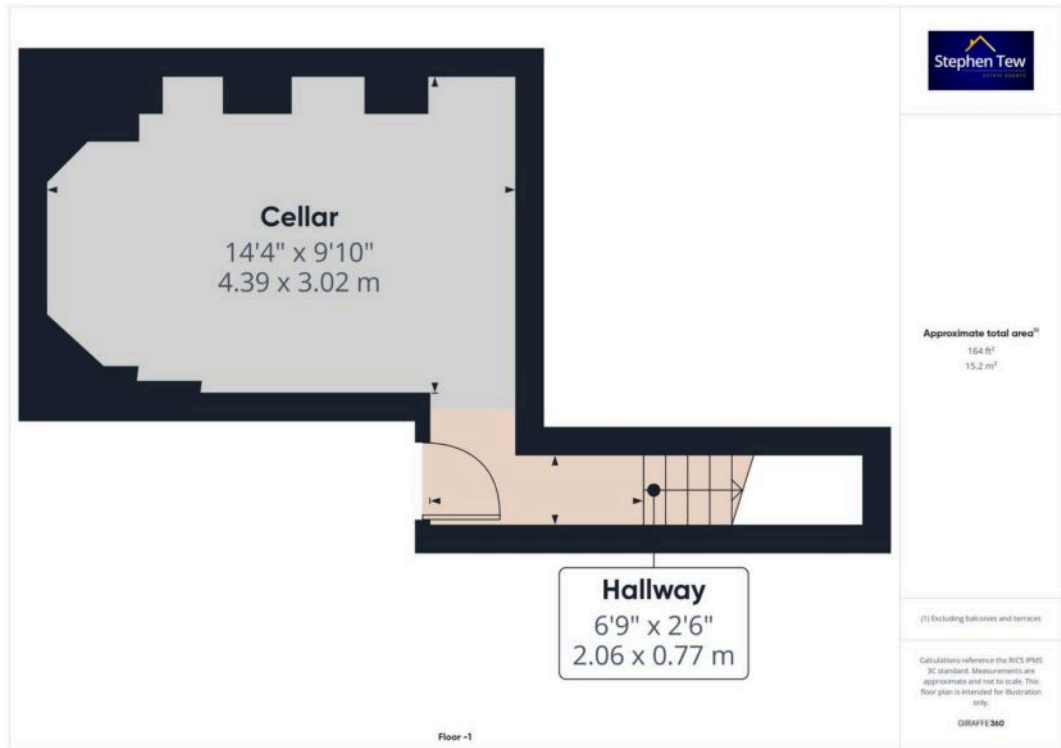 Stephen Tew
ESTATE AGENTS
Cellar
14'4" x 9'10"
4.39 x 3.02 m
Hallway
6'9" x 2'6"
2.06 x 0.77 m
Floor -1
Approximate total area(1)
164 ft²
15.2 m²
(1) Excluding balconies and terraces
Calculations reference the RICS IPMS
3C standard. Measurements are
approximate and not to scale. This
floor plan is intended for illustration
only.
GIRAFFE360